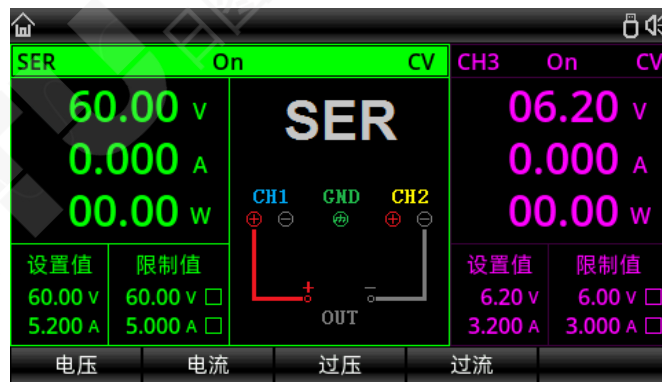 SER On CV CH3 On CV
60.00 V
0.000 A
00.00 W
SER
CH1 GND CH2
+ −
OUT
06.20 V
0.000 A
00.00 W
设置值 限制值
60.00 V 60.00 V
5.200 A 5.000 A
设置值 限制值
6.20 V 6.00 V
3.200 A 3.000 A
电压 电流 过压 过流